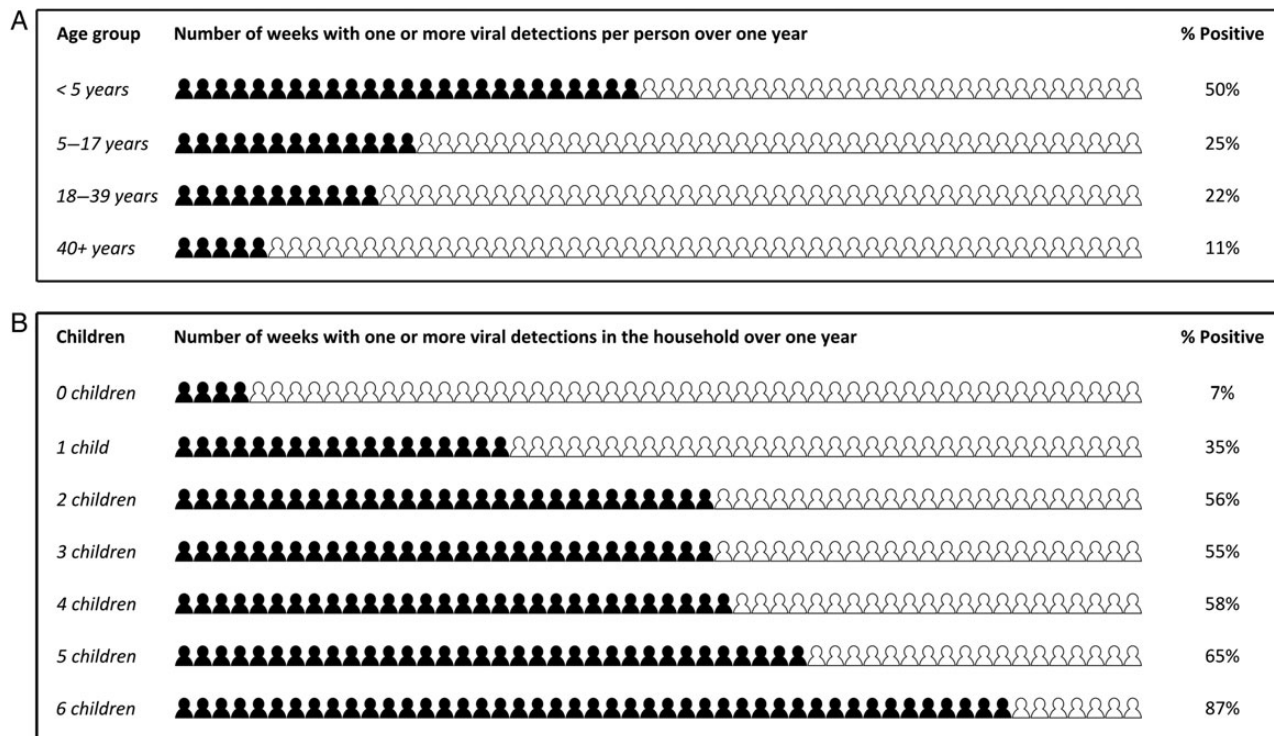 A
Age group Number of weeks with one or more viral detections per person over one year % Positive
< 5 years 50%
5–17 years 25%
18–39 years 22%
40+ years 11%
B
Children Number of weeks with one or more viral detections in the household over one year % Positive
0 children 7%
1 child 35%
2 children 56%
3 children 55%
4 children 58%
5 children 65%
6 children 87%